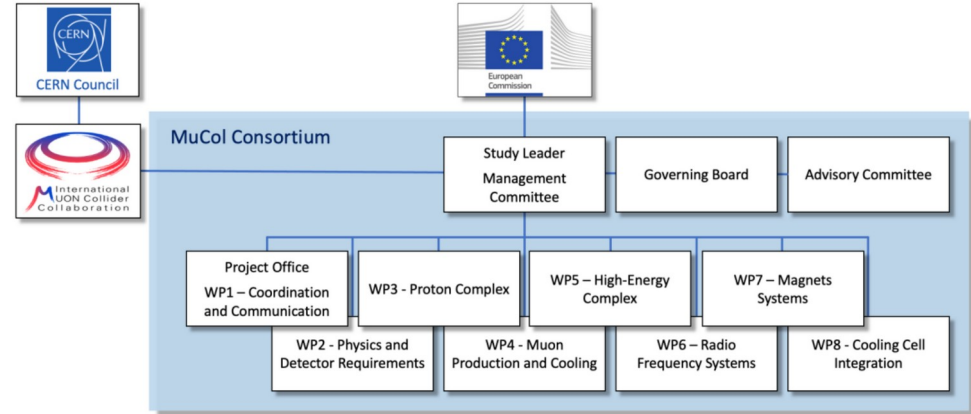 CERN
CERN Council
European
Commission
MuCol Consortium
International
MUON Collider
Collaboration
Study Leader
Management
Committee
Governing Board
Advisory Committee
Project Office
WP1 – Coordination
and Communication
WP3 - Proton Complex
WP5 – High-Energy
Complex
WP7 – Magnets
Systems
WP2 - Physics and
Detector Requirements
WP4 - Muon
Production and Cooling
WP6 – Radio
Frequency Systems
WP8 - Cooling Cell
Integration